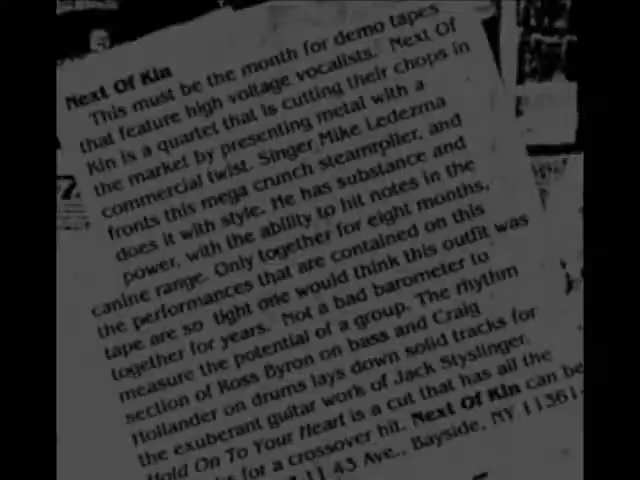 Next Of Kin
This must be the month for demo tapes
that feature high voltage vocalists. Next Of
Kin is a quartet that is cutting their chops in
the market by presenting metal with a
commercial twist. Singer Mike Ledezma
fronts this mega crunch steamroller, and
does it with style. He has substance and
power, with the ability to hit notes in the
canine range. Only together for eight months,
the performances that are contained on this
tape are so tight one would think this outfit was
together for years. Not a bad barometer to
measure the potential of a group. The rhythm
section of Ross Byron on bass and Craig
Hollander on drums lays down solid tracks for
the exuberant guitar work of Jack Styslinger.
Hold On To Your Heart is a cut that has all the
for a crossover hit. Next Of Kin can be
43 Ave., Bayside, NY 11361.